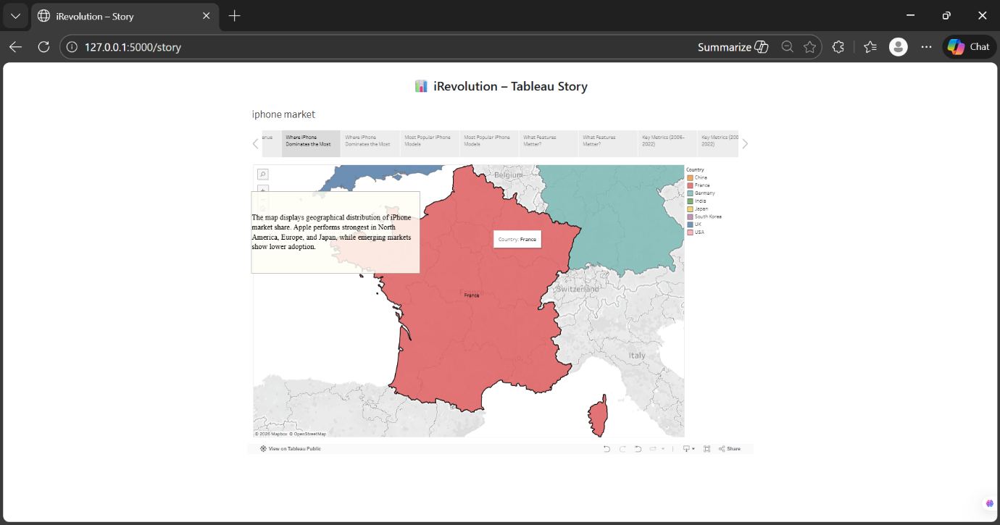 iRevolution – Story
127.0.0.1:5000/story
Summarize
Chat
iRevolution – Tableau Story
iphone market
enue
Where iPhone
Dominates the Most
Where iPhone
Dominates the Most
Most Popular iPhone
Models
Most Popular iPhone
Models
What Features
Matter?
What Features
Matter?
Key Metrics (2006-
2022)
Key Metrics (200
2022)
Belgium
The map displays geographical distribution of iPhone
market share. Apple performs strongest in North
America, Europe, and Japan, while emerging markets
show lower adoption.
Country: France
France
France
Switzerland
Italy
Country
China
France
Germany
India
Japan
South Korea
UK
USA
© 2026 Mapbox © OpenStreetMap
View on Tableau Public
Share